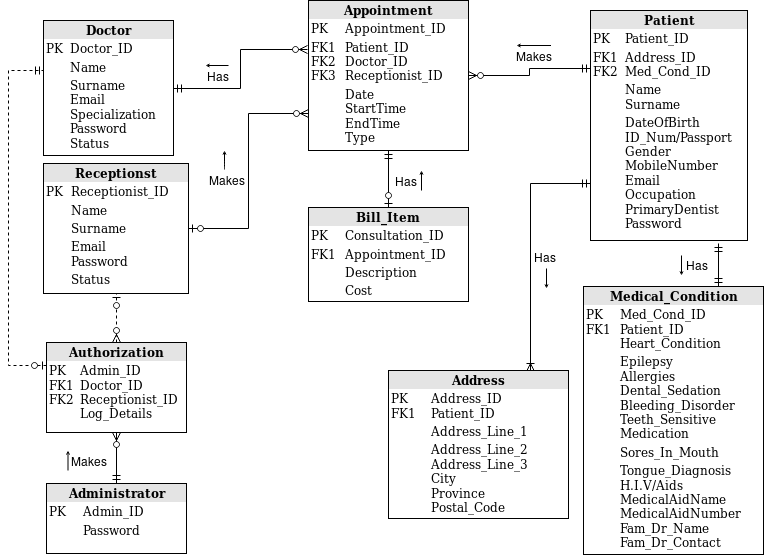 Doctor
PK Doctor_ID
Name
Surname
Email
Specialization
Password
Status
Receptionst
PK Receptionist_ID
Name
Surname
Email
Password
Status
Authorization
PK Admin_ID
FK1 Doctor_ID
FK2 Receptionist_ID
Log_Details
Makes
Administrator
PK Admin_ID
Password
Has
Makes
Appointment
PK Appointment_ID
FK1 Patient_ID
FK2 Doctor_ID
FK3 Receptionist_ID
Date
StartTime
EndTime
Type
Has
Bill_Item
PK Consultation_ID
FK1 Appointment_ID
Description
Cost
Makes
Patient
PK Patient_ID
FK1 Address_ID
FK2 Med_Cond_ID
Name
Surname
DateOfBirth
ID_Num/Passport
Gender
MobileNumber
Email
Occupation
PrimaryDentist
Password
Has
Address
PK Address_ID
FK1 Patient_ID
Address_Line_1
Address_Line_2
Address_Line_3
City
Province
Postal_Code
Has
Medical_Condition
PK Med_Cond_ID
FK1 Patient_ID
Heart_Condition
Epilepsy
Allergies
Dental_Sedation
Bleeding_Disorder
Teeth_Sensitive
Medication
Sores_In_Mouth
Tongue_Diagnosis
H.I.V/Aids
MedicalAidName
MedicalAidNumber
Fam_Dr_Name
Fam_Dr_Contact